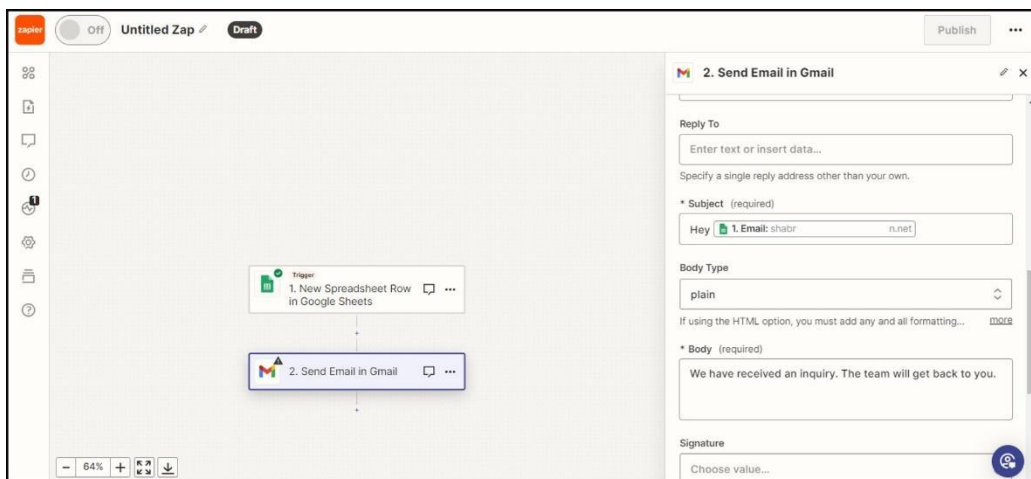 zapier
Off
Untitled Zap
Draft
Publish
2. Send Email in Gmail
Reply To
Enter text or insert data...
Specify a single reply address other than your own.
* Subject (required)
Hey 1. Email: shabr n.net
Body Type
plain
If using the HTML option, you must add any and all formatting... more
* Body (required)
We have received an inquiry. The team will get back to you.
Signature
Choose value...
1
Trigger
1. New Spreadsheet Row
in Google Sheets
2. Send Email in Gmail
64%